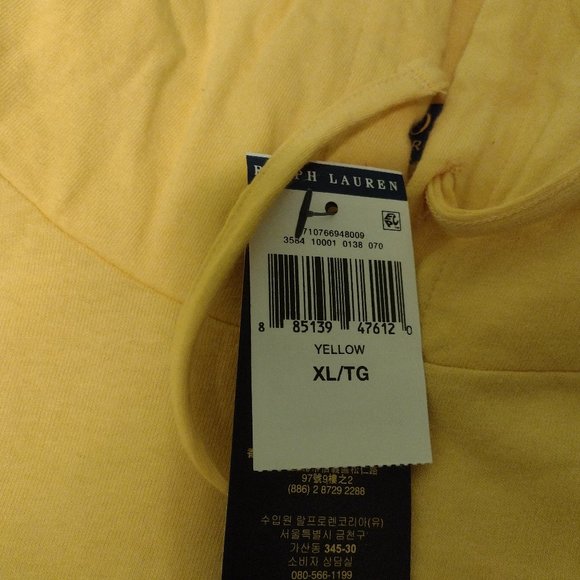 RALPH LAUREN
710766948009
3584 10001 0138 070
8 85139 47612 0
YELLOW
XL/TG
97號9樓之2
(886) 2 8729 2288
수입원 랄프로렌코리아(유)
서울특별시 금천구
가산동 345-30
소비자 상담실
080-566-1199